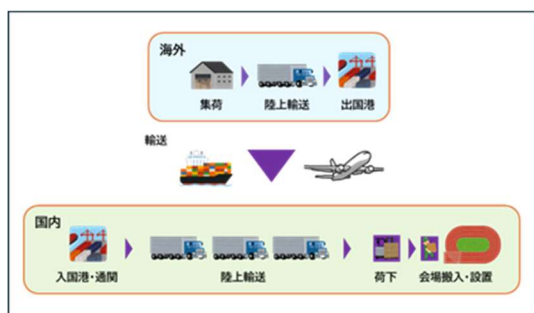 海外
集荷
陸上輸送
出国港
輸送
国内
入国港・通関
陸上輸送
荷下
会場搬入・設置